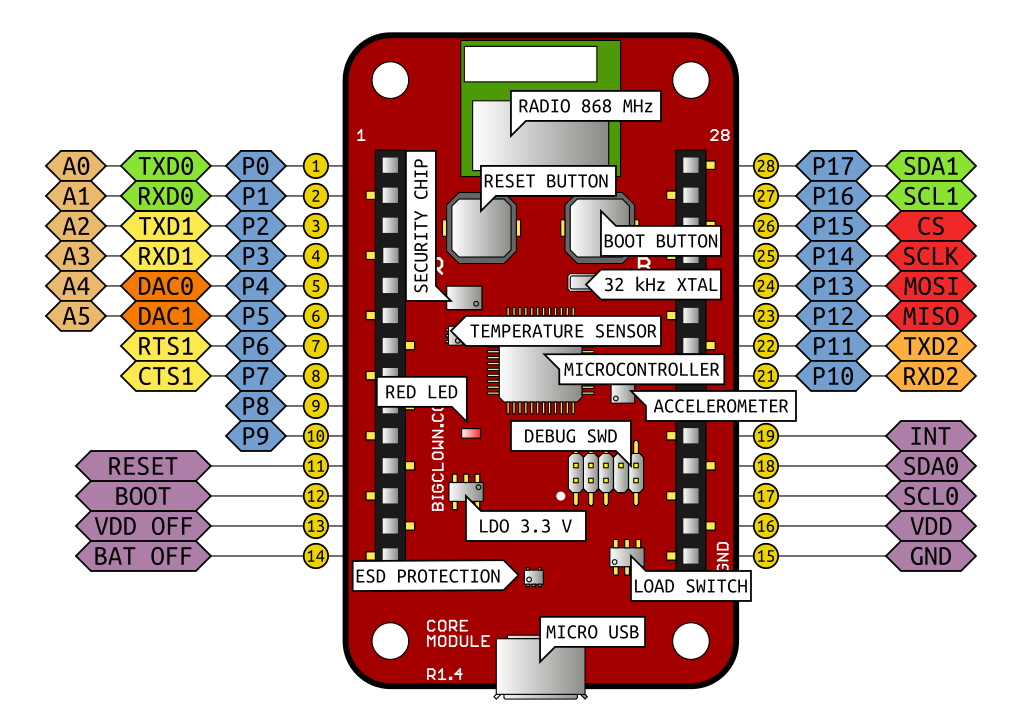 RADIO 868 MHz
1
28
A0 TXD0 P0 1
28 P17 SDA1
RESET BUTTON
A1 RXD0 P1 2
27 P16 SCL1
SECURITY CHIP
A2 TXD1 P2 3
26 P15 CS
BOOT BUTTON
A3 RXD1 P3 4
25 P14 SCLK
R
B
A4 DAC0 P4 5
32 kHz XTAL
24 P13 MOSI
A5 DAC1 P5 6
23 P12 MISO
TEMPERATURE SENSOR
RTS1 P6 7
22 P11 TXD2
MICROCONTROLLER
CTS1 P7 8
21 P10 RXD2
RED LED
P8 9
ACCELEROMETER
BIGCLOWN.CO
P9 10
DEBUG SWD
19 INT
RESET 11
18 SDA0
BOOT 12
17 SCL0
VDD OFF 13
LDO 3.3 V
16 VDD
BAT OFF 14
15 GND
GND
ESD PROTECTION
LOAD SWITCH
CORE
MODULE
MICRO USB
R1.4